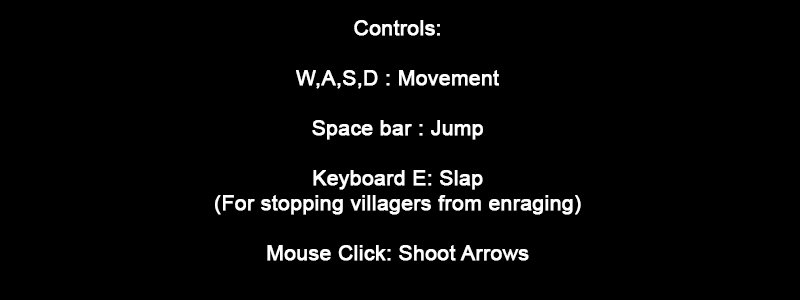 Controls:
W,A,S,D : Movement
Space bar : Jump
Keyboard E: Slap
(For stopping villagers from enraging)
Mouse Click: Shoot Arrows